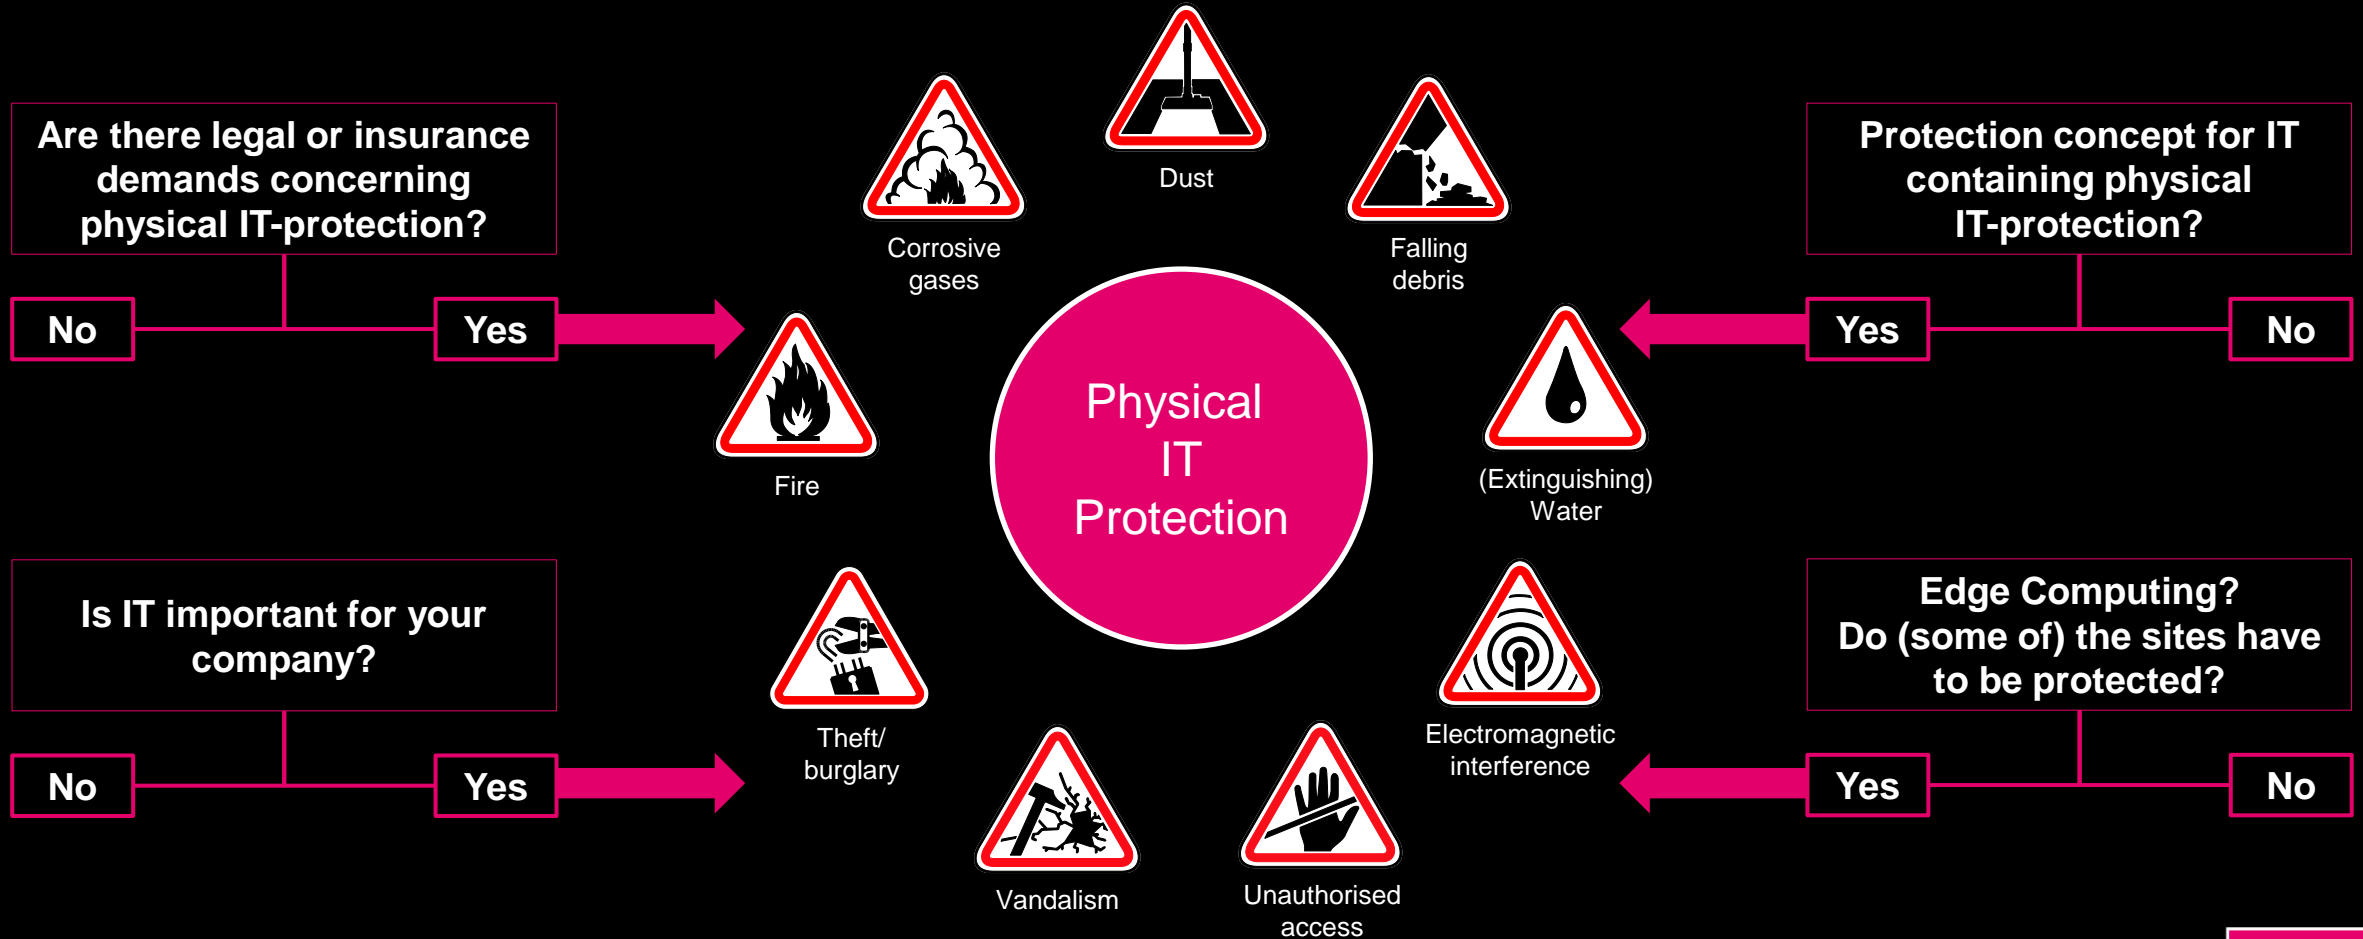 Are there legal or insurance
demands concerning
physical IT-protection?
No
Yes
Is IT important for your
company?
No
Yes
Dust
Corrosive
gases
Falling
debris
Fire
(Extinguishing)
Water
Physical
IT
Protection
Theft/
burglary
Electromagnetic
interference
Vandalism
Unauthorised
access
Protection concept for IT
containing physical
IT-protection?
Yes
No
Edge Computing?
Do (some of) the sites have
to be protected?
Yes
No